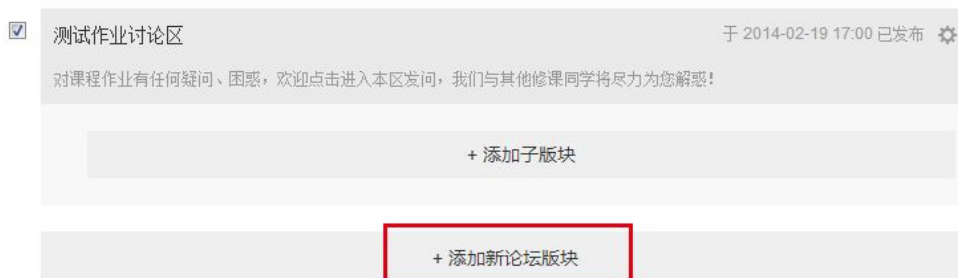 测试作业讨论区 于 2014-02-19 17:00 已发布
对课程作业有任何疑问、困惑，欢迎点击进入本区发问，我们与其他修课同学将尽力为您解惑！
+ 添加子版块
+ 添加新论坛版块